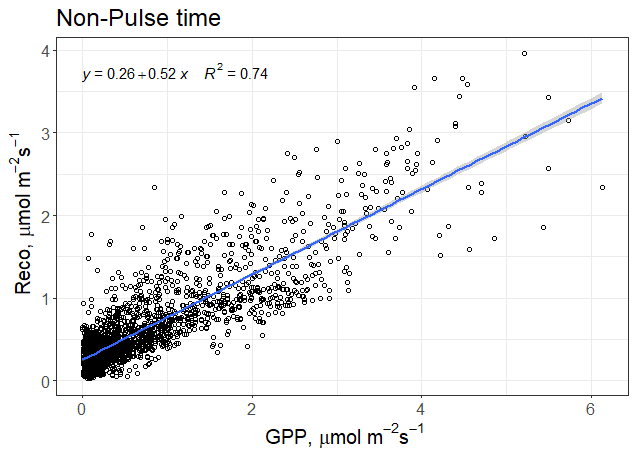 Non-Pulse time
y = 0.26 + 0.52 x R² = 0.74
4
3
2
1
0
Reco, μmol m⁻²s⁻¹
0 2 4 6
GPP, μmol m⁻²s⁻¹